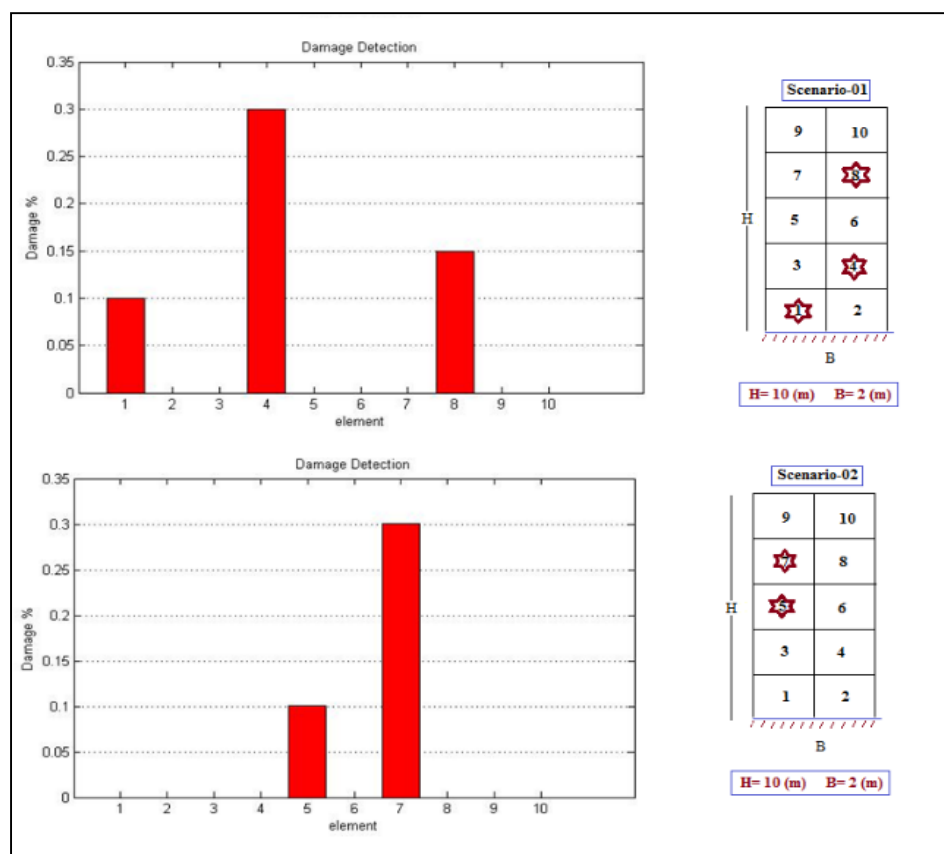 Damage Detection
0.35
0.3
0.25
0.2
0.15
0.1
0.05
0
Damage %
1 2 3 4 5 6 7 8 9 10
element
Scenario-01
9 10
7 8
5 6
3 4
1 2
H
B
H= 10 (m) B= 2 (m)
Damage Detection
0.35
0.3
0.25
0.2
0.15
0.1
0.05
0
Damage %
1 2 3 4 5 6 7 8 9 10
element
Scenario-02
9 10
7 8
5 6
3 4
1 2
H
B
H= 10 (m) B= 2 (m)